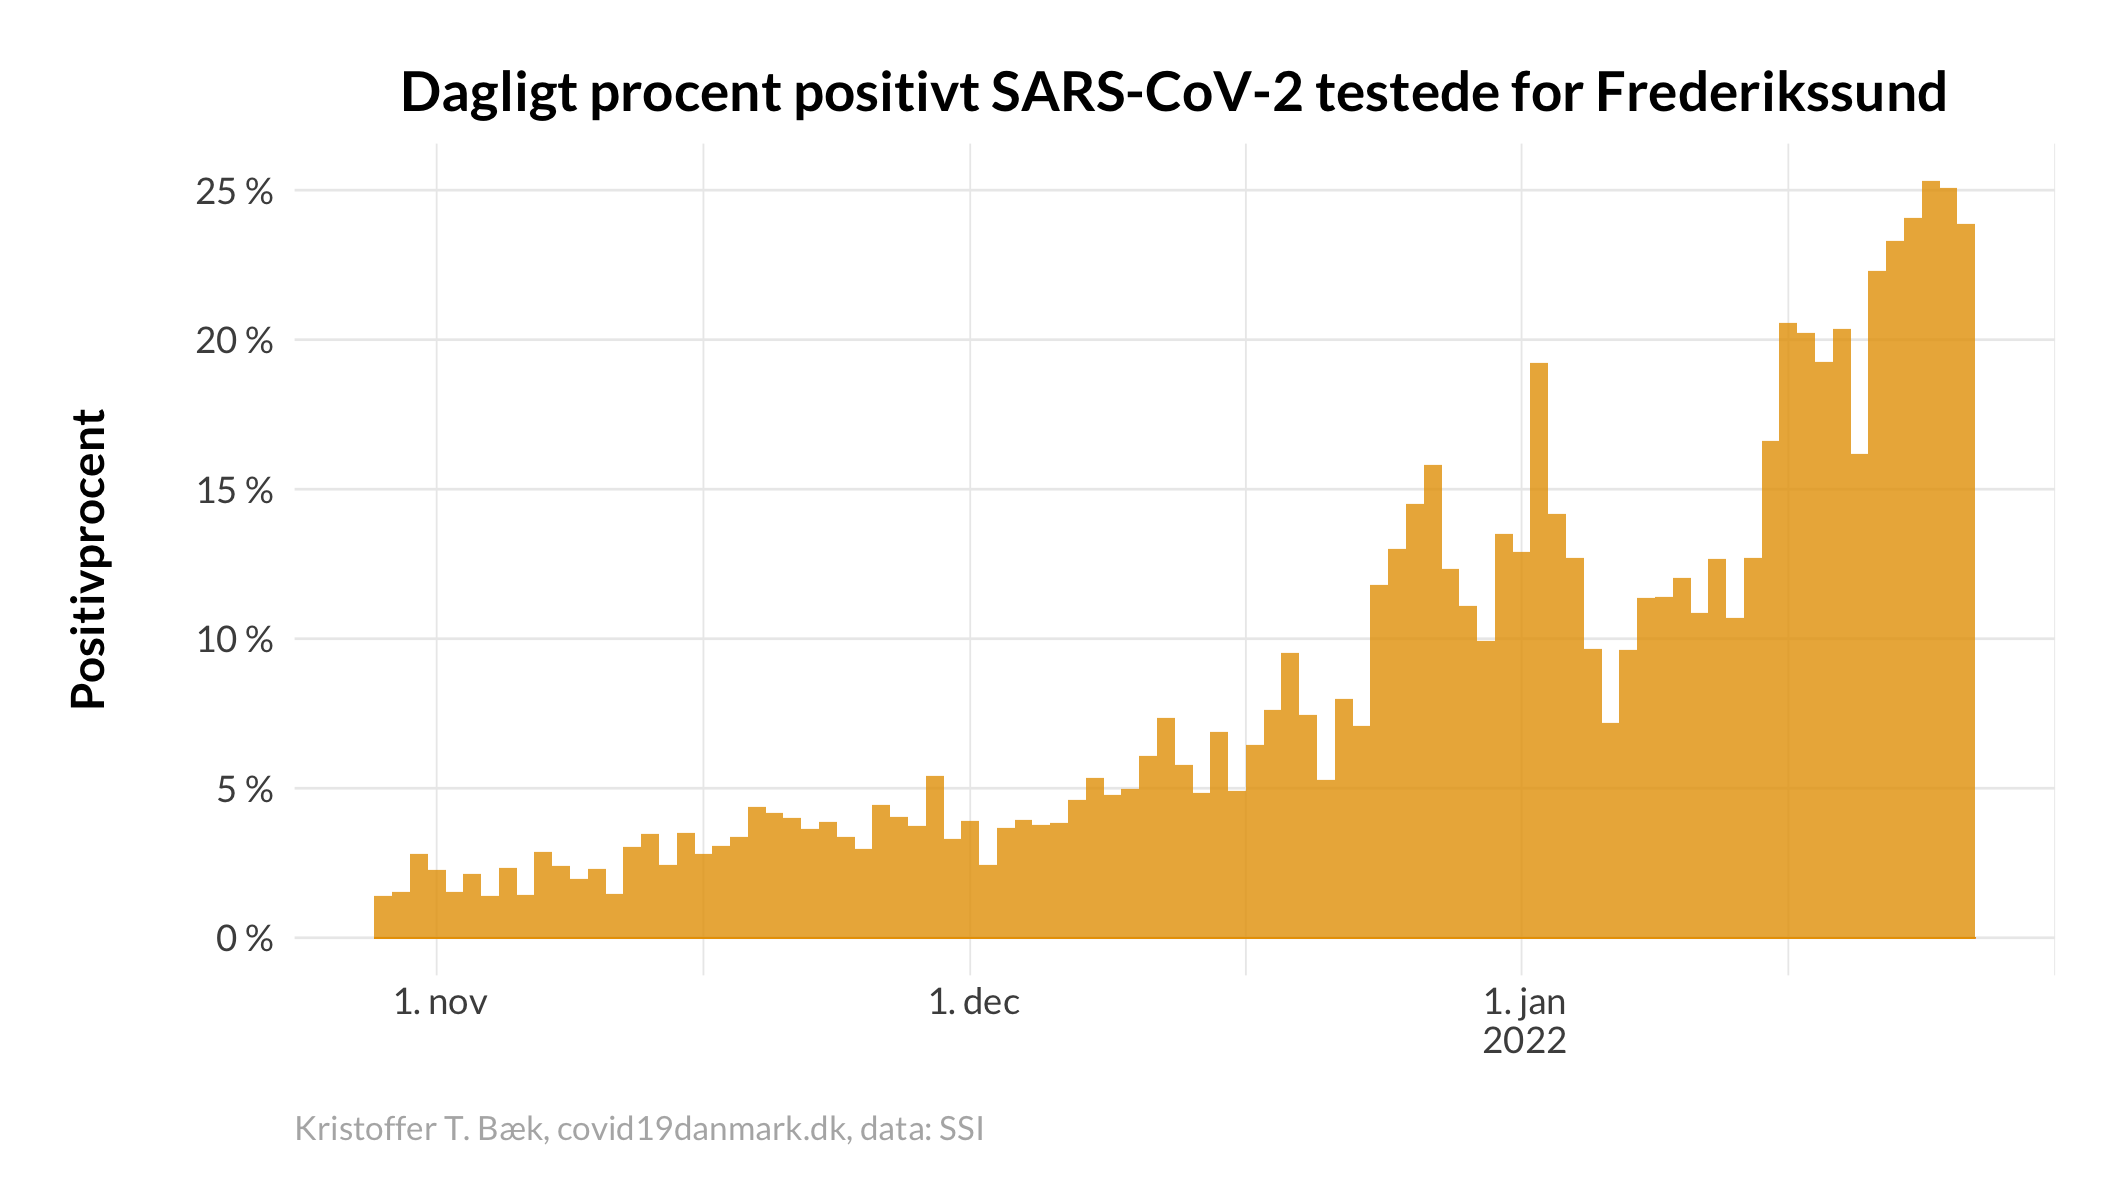 Dagligt procent positivt SARS-CoV-2 testede for Frederikssund
Positivprocent
25 %
20 %
15 %
10 %
5 %
0 %
1. nov
1. dec
1. jan
2022
Kristoffer T. Bæk, covid19danmark.dk, data: SSI